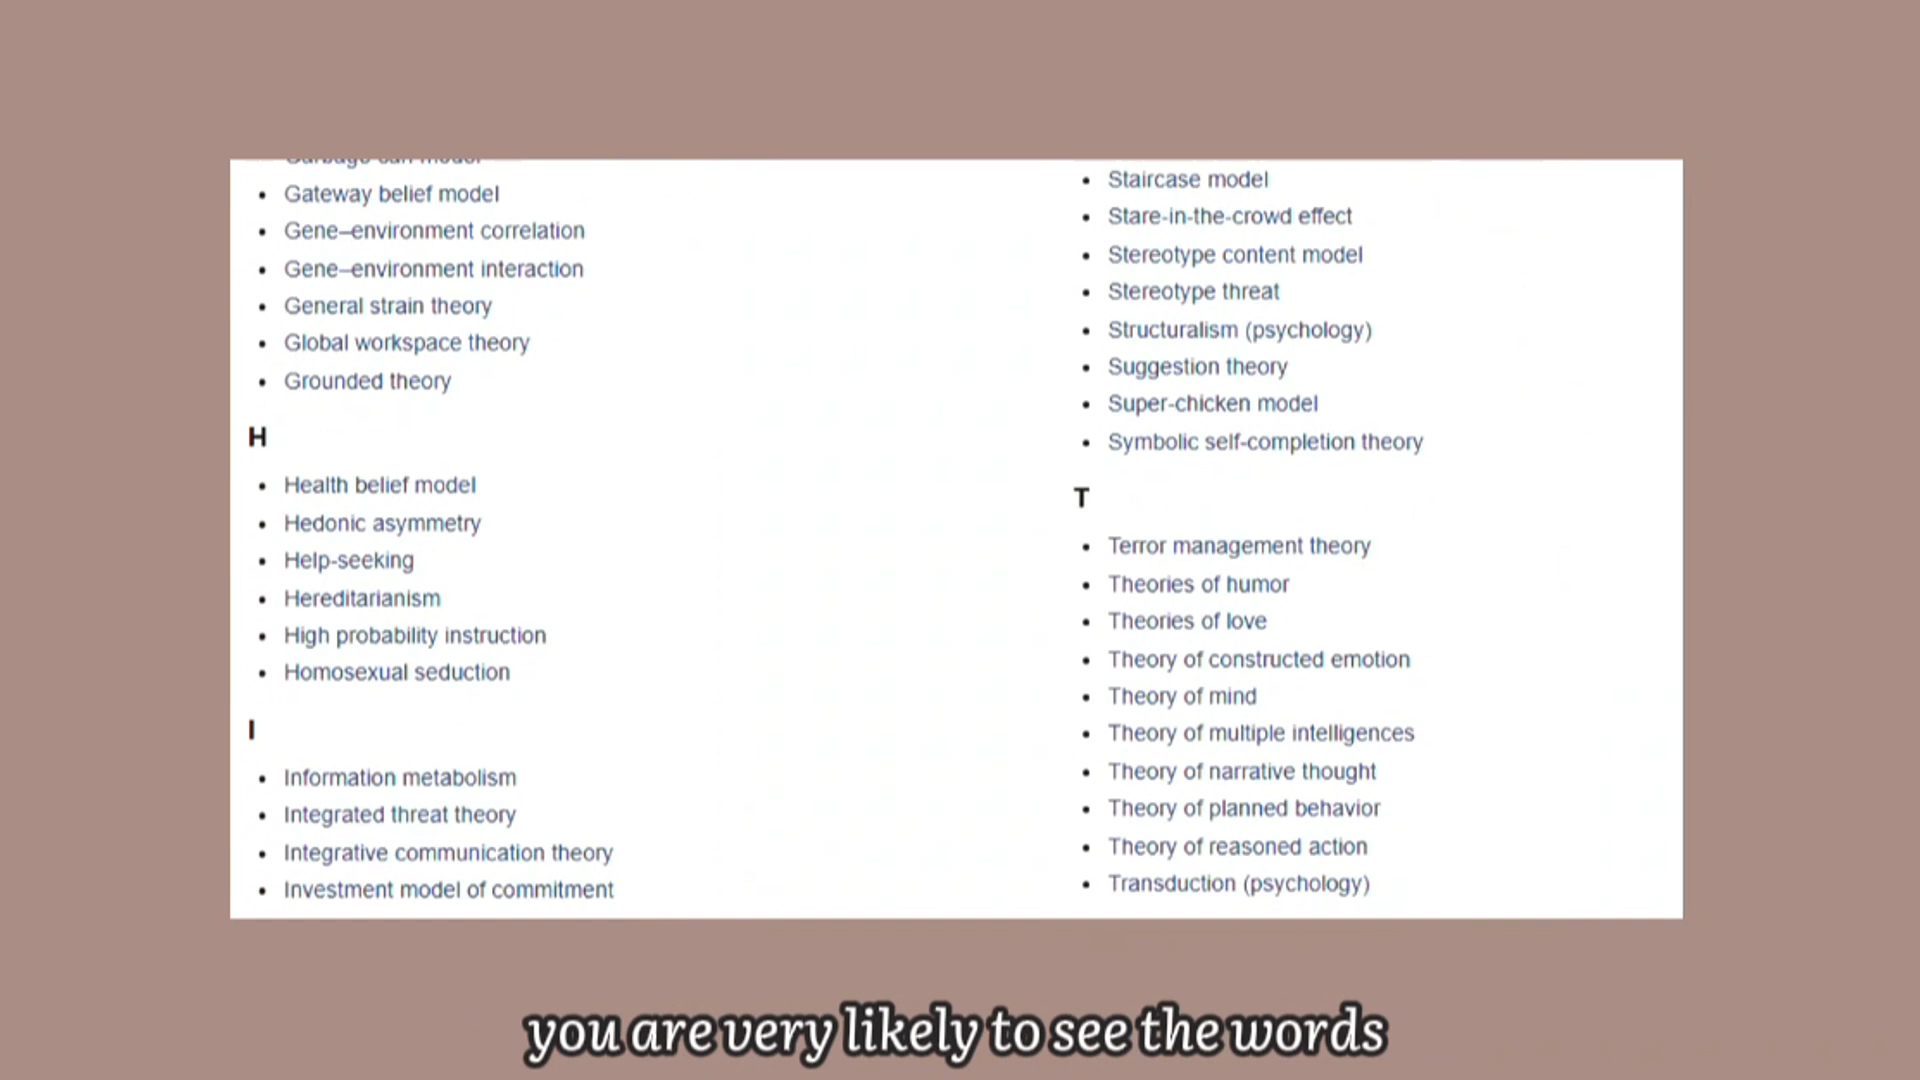 Gateway belief model
Gene–environment correlation
Gene–environment interaction
General strain theory
Global workspace theory
Grounded theory
H
Health belief model
Hedonic asymmetry
Help-seeking
Hereditarianism
High probability instruction
Homosexual seduction
I
Information metabolism
Integrated threat theory
Integrative communication theory
Investment model of commitment
Staircase model
Stare-in-the-crowd effect
Stereotype content model
Stereotype threat
Structuralism (psychology)
Suggestion theory
Super-chicken model
Symbolic self-completion theory
T
Terror management theory
Theories of humor
Theories of love
Theory of constructed emotion
Theory of mind
Theory of multiple intelligences
Theory of narrative thought
Theory of planned behavior
Theory of reasoned action
Transduction (psychology)
you are very likely to see the words